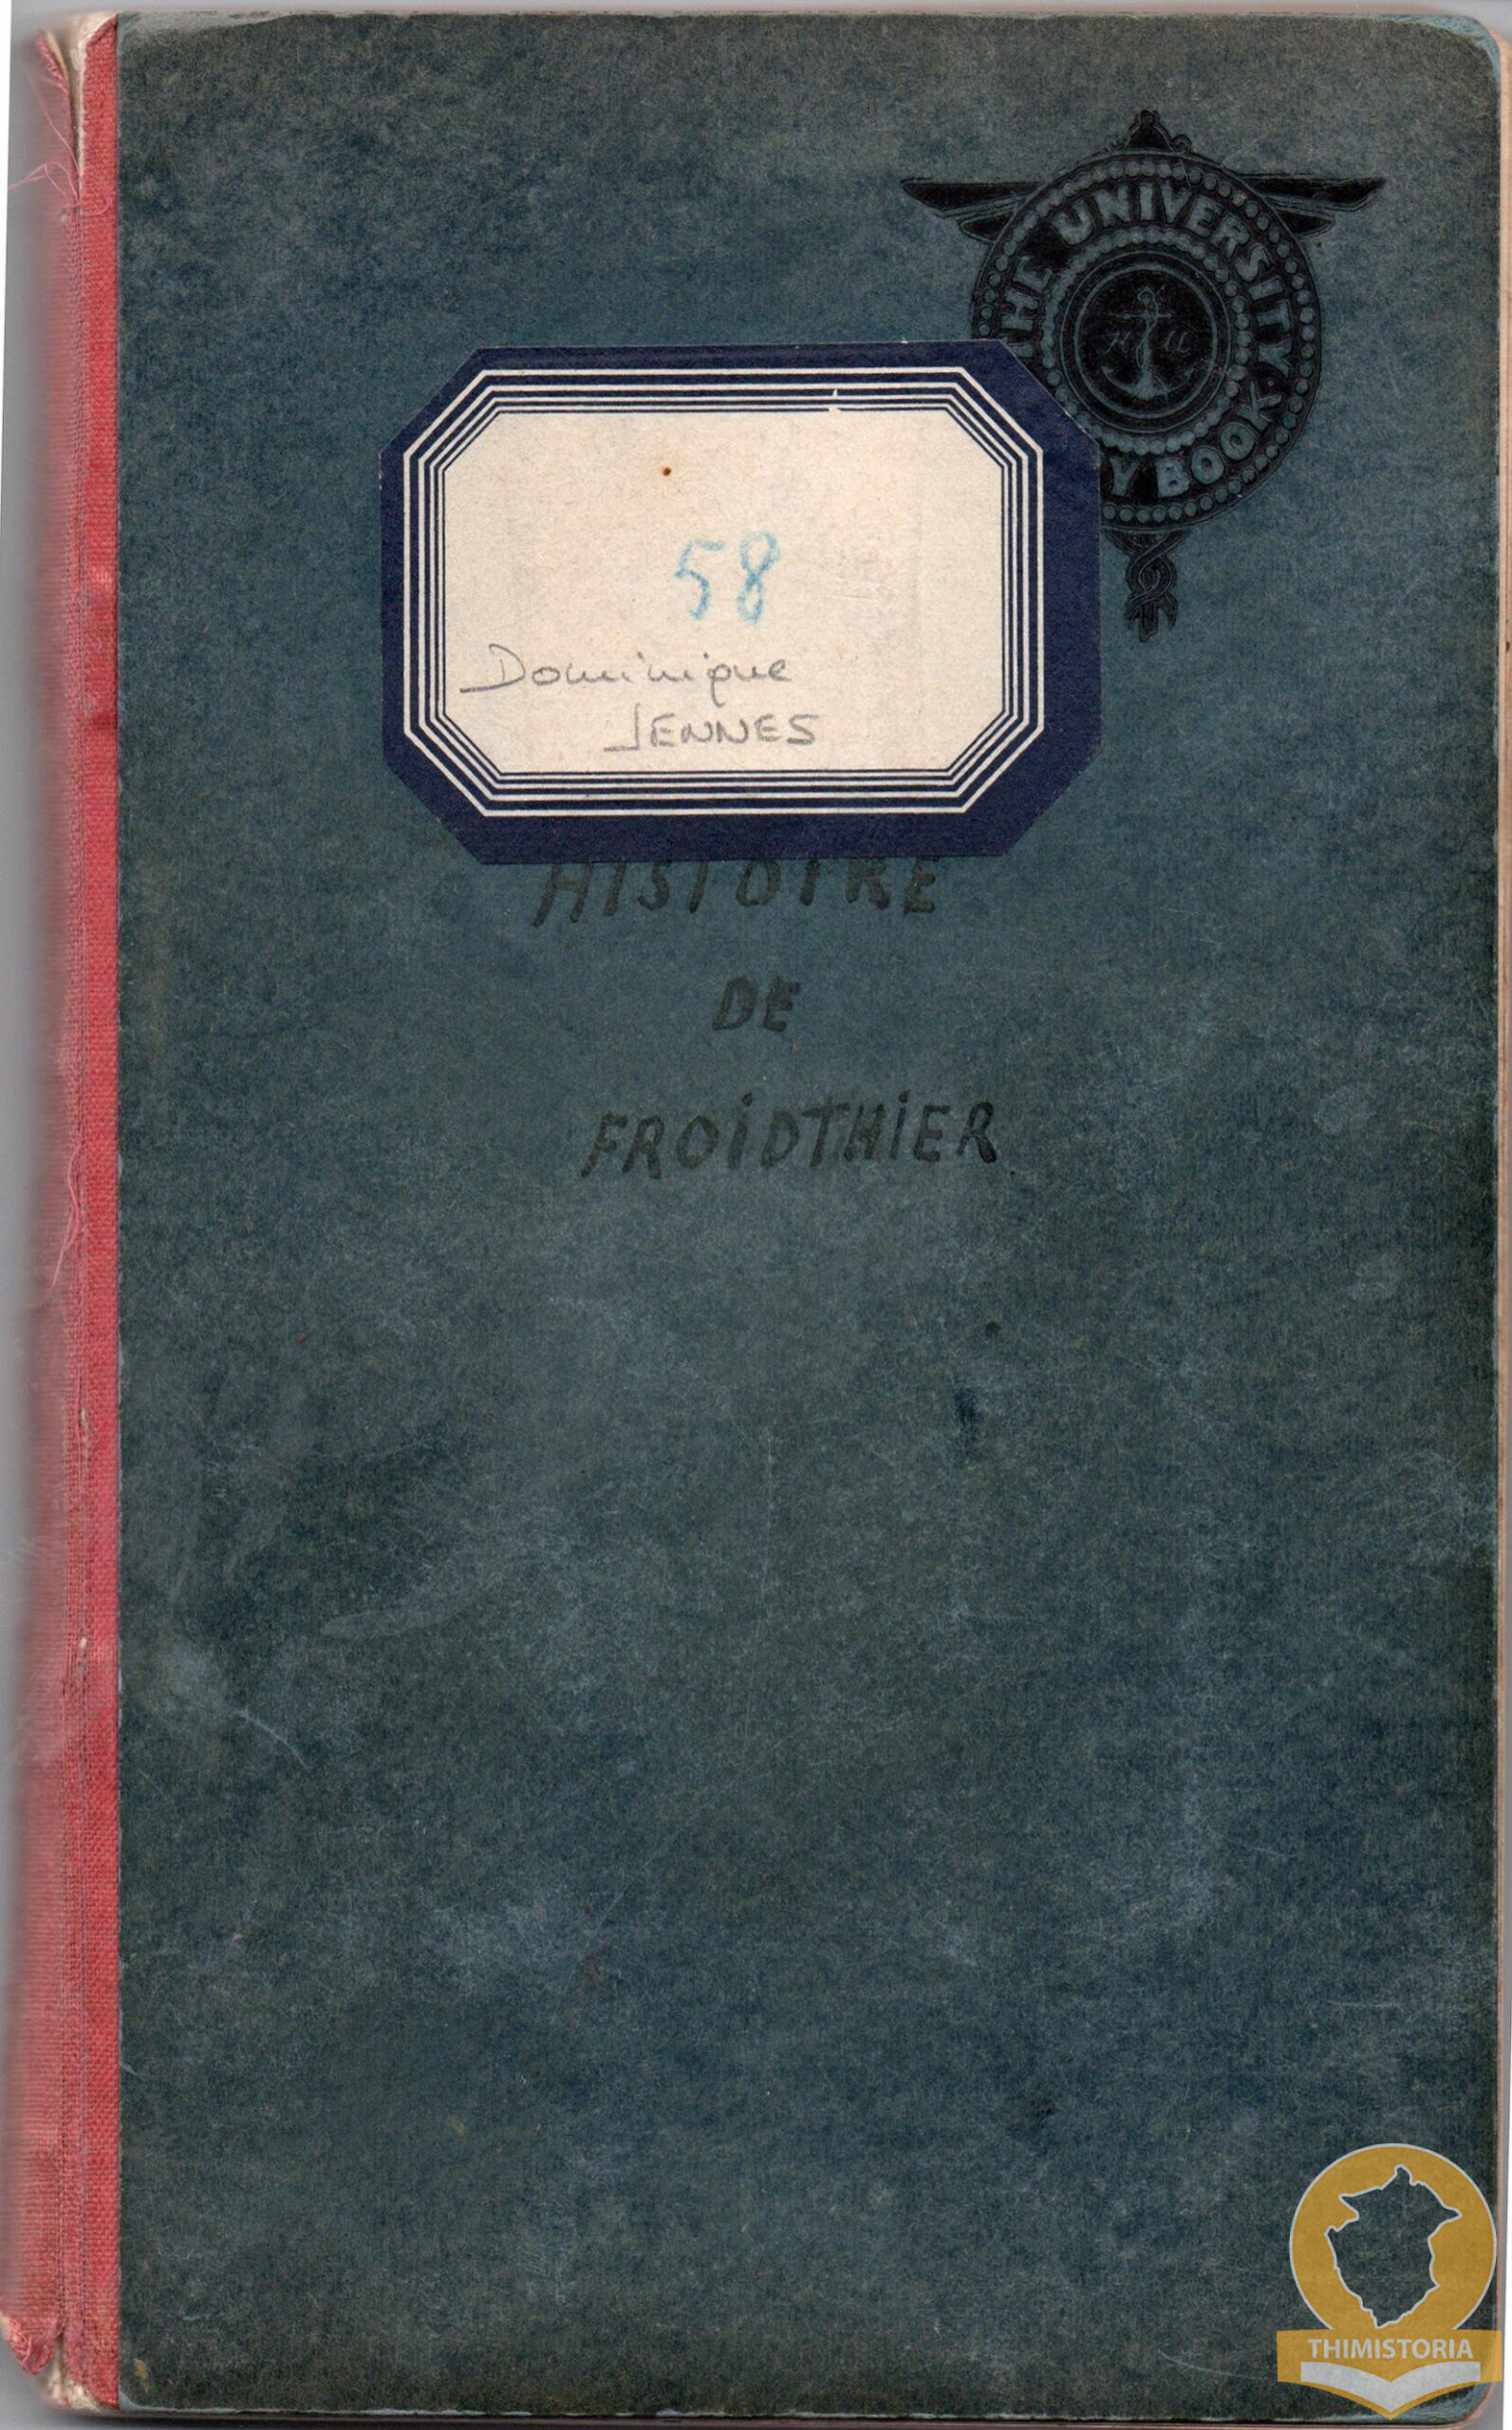 THE UNIVERSITY BOOK
58
Dominique
JENNES
HISTOIRE
DE
FROIDTHIER
THIMISTORIA